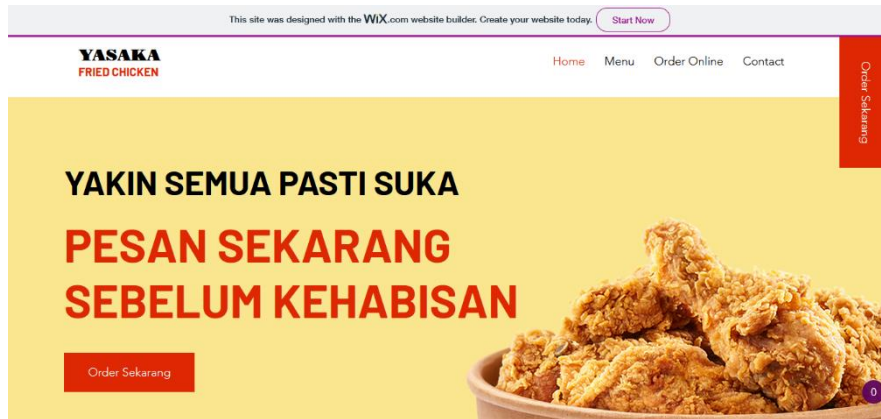 This site was designed with the WiX.com website builder. Create your website today.
Start Now
YASAKA
FRIED CHICKEN
Home
Menu
Order Online
Contact
Order Sekarang
YAKIN SEMUA PASTI SUKA
PESAN SEKARANG
SEBELUM KEHABISAN
Order Sekarang
0